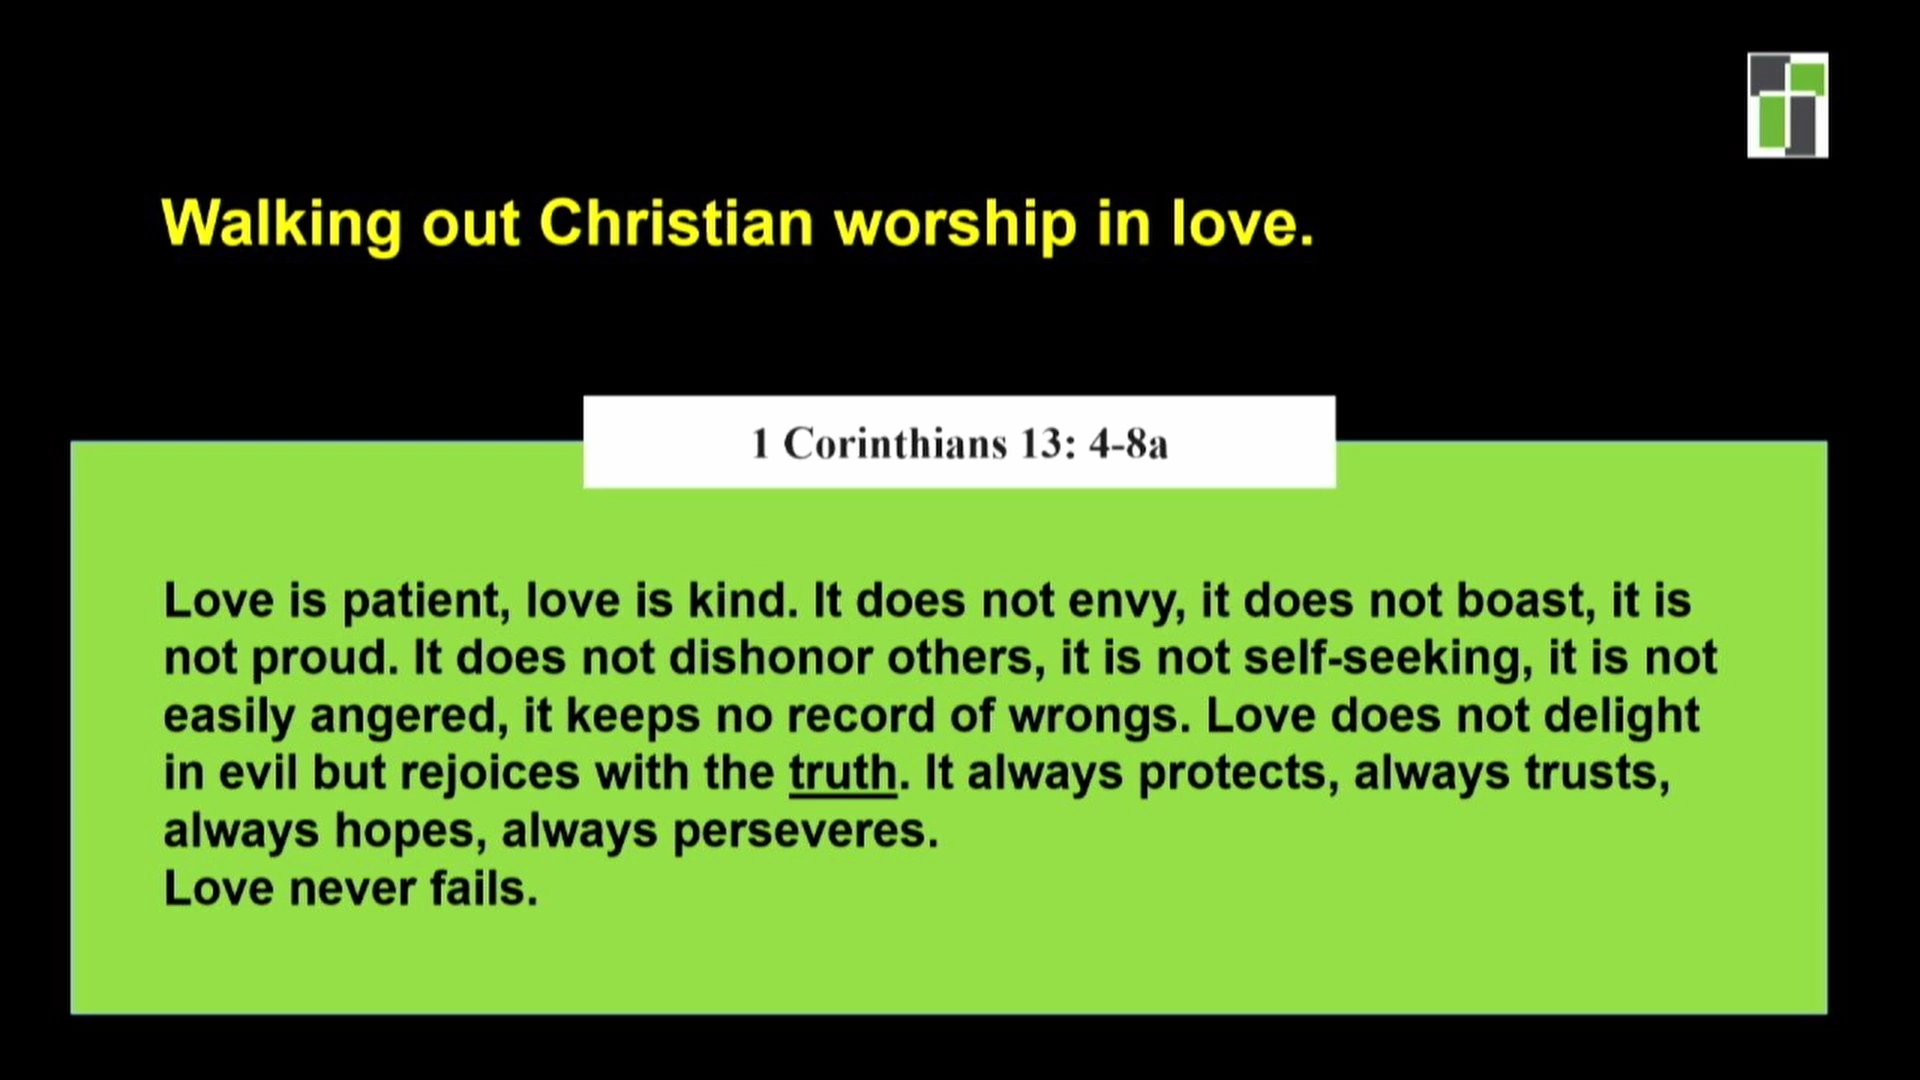 Walking out Christian worship in love.
1 Corinthians 13: 4-8a
Love is patient, love is kind. It does not envy, it does not boast, it is
not proud. It does not dishonor others, it is not self-seeking, it is not
easily angered, it keeps no record of wrongs. Love does not delight
in evil but rejoices with the truth. It always protects, always trusts,
always hopes, always perseveres.
Love never fails.